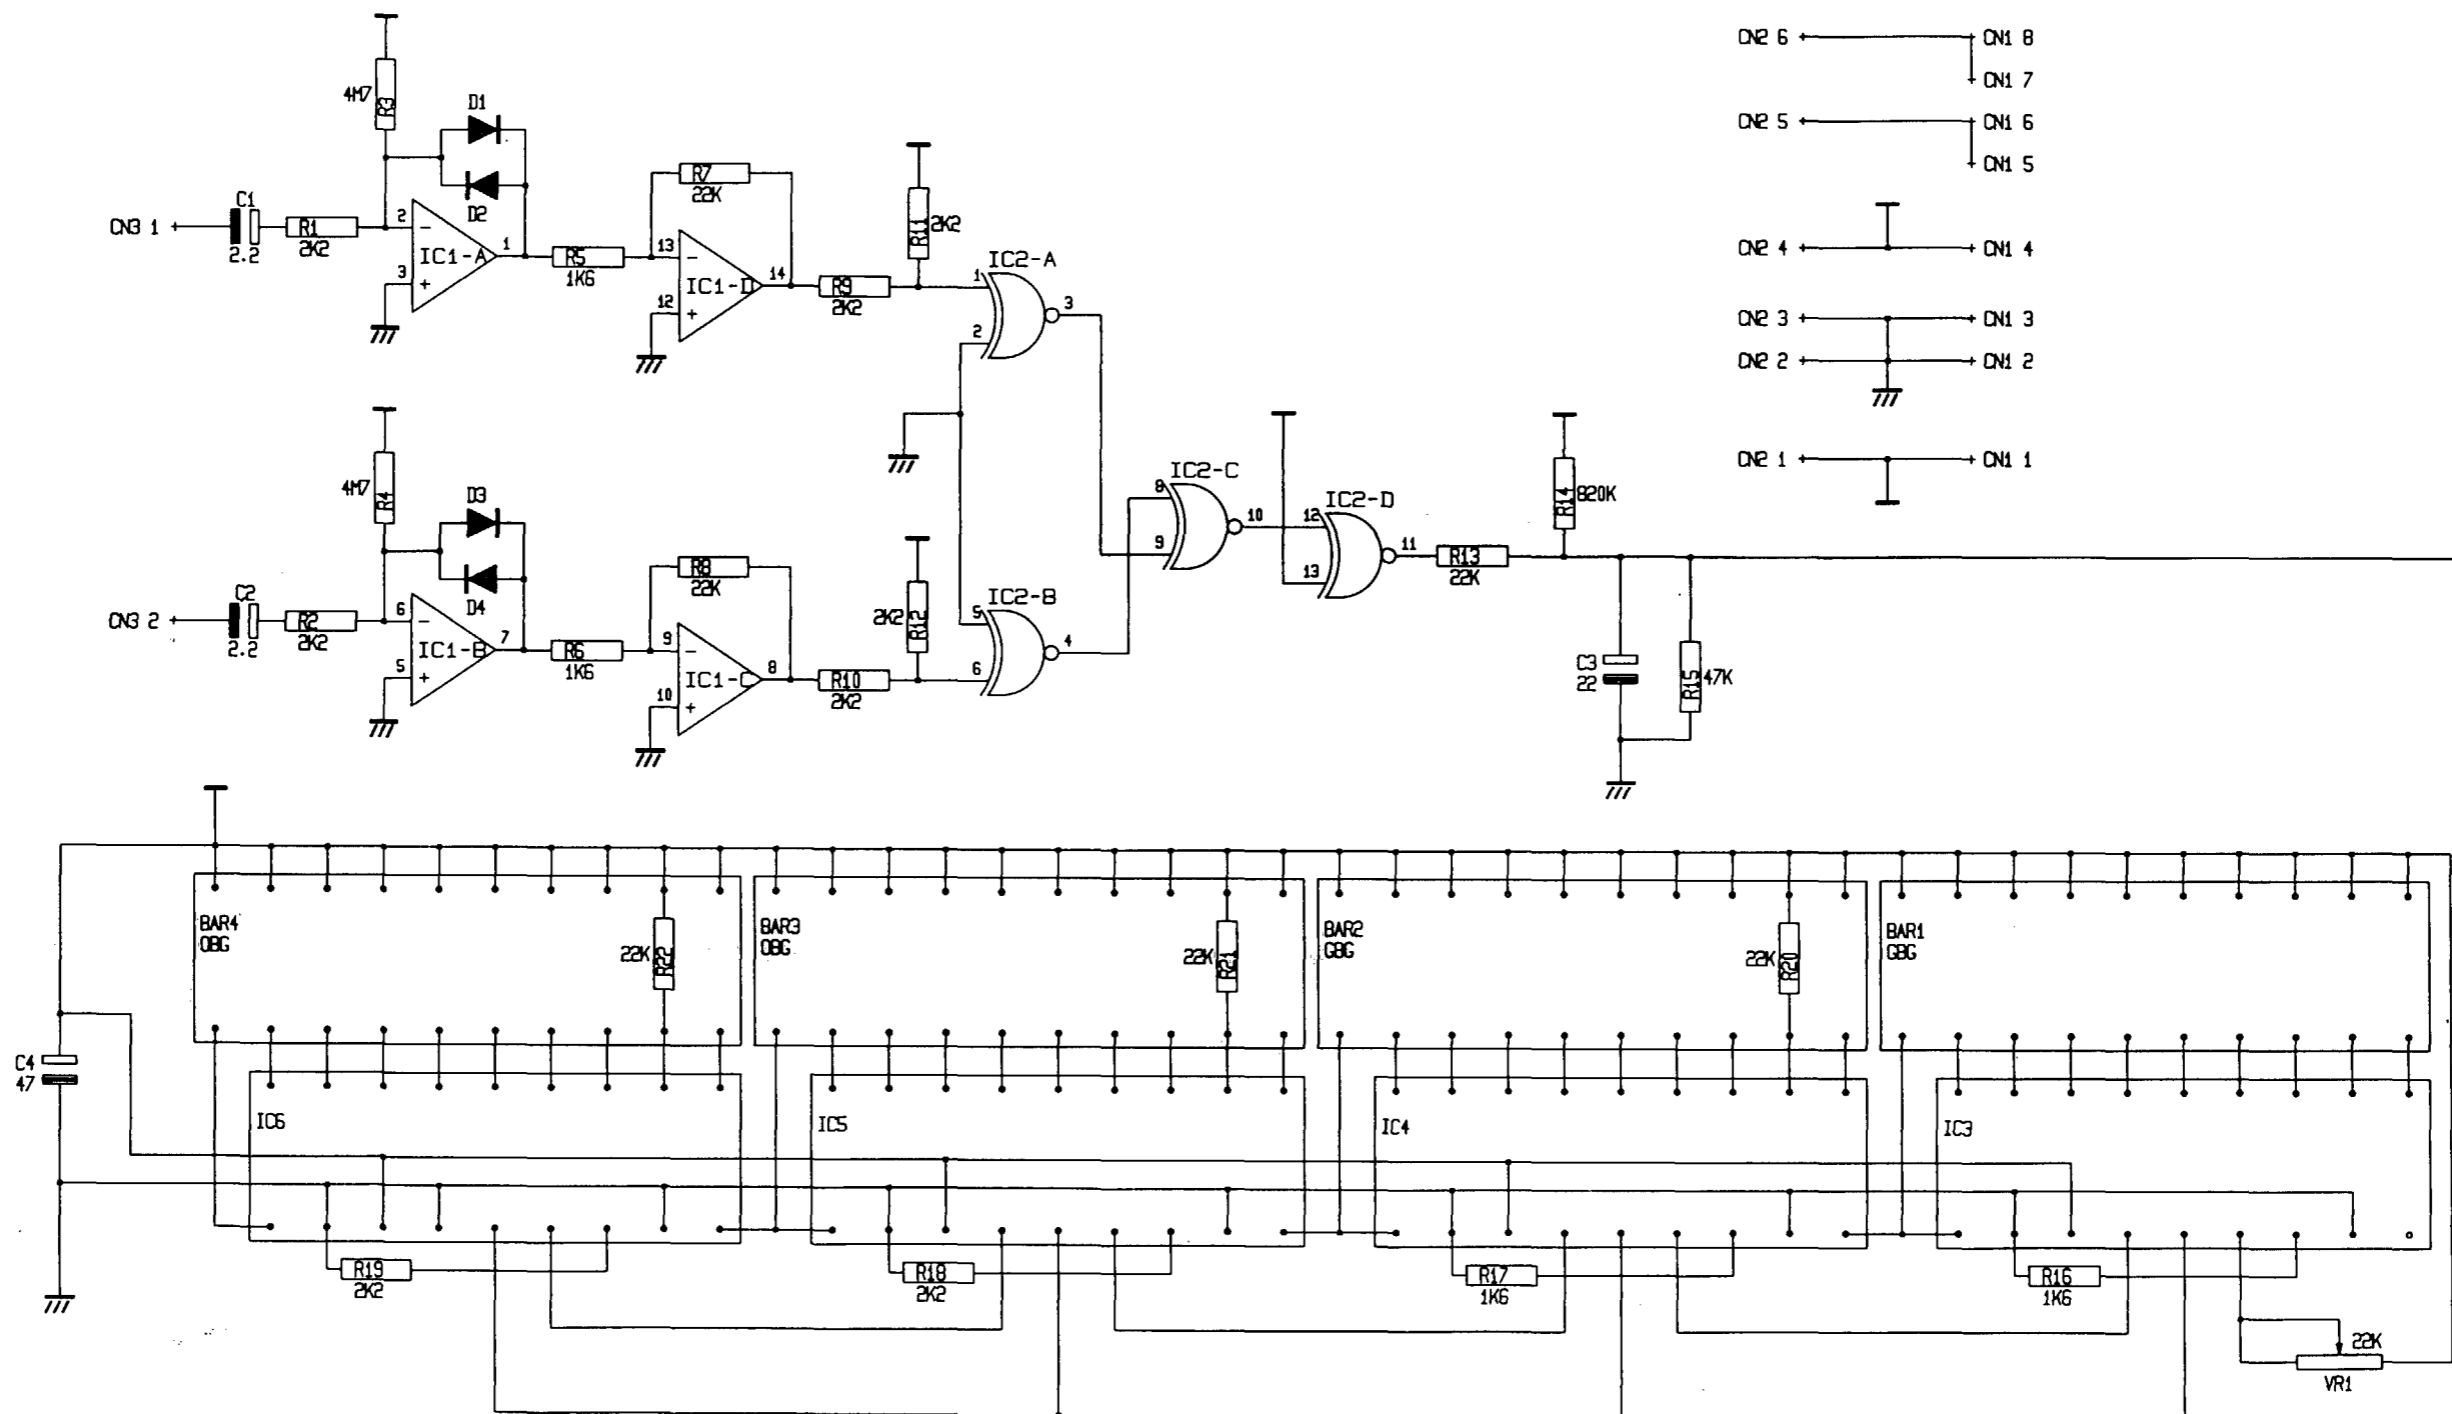 CN2 6 CN1 8
CN1 7
4M7 R3 D1
CN2 5 CN1 6
CN1 5
R7
22K
D2
C1
2.2
CN3 1
R1
2K2
2
3
IC1-A
1
R5
1K6
13
12
IC1-D
14
R9
2K2
R11
2K2
IC2-A
1
2
3
CN2 4 CN1 4
CN2 3 CN1 3
CN2 2 CN1 2
CN2 1 CN1 1
4M7 R4 D3
D4
C2
2.2
CN3 2
R2
2K2
6
5
IC1-B
7
R6
1K6
R8
22K
9
10
IC1-C
8
R10
2K2
2K2 R12
IC2-B
5
6
4
IC2-C
8
9
10
IC2-D
12
13
11
R13
22K
R14 820K
C3
22
R15 47K
BAR4
OBG
22K R22
BAR3
OBG
22K R21
BAR2
GBG
22K R20
BAR1
GBG
C4
47
IC6
IC5
IC4
IC3
R19
2K2
R18
2K2
R17
1K6
R16
1K6
22K
VR1